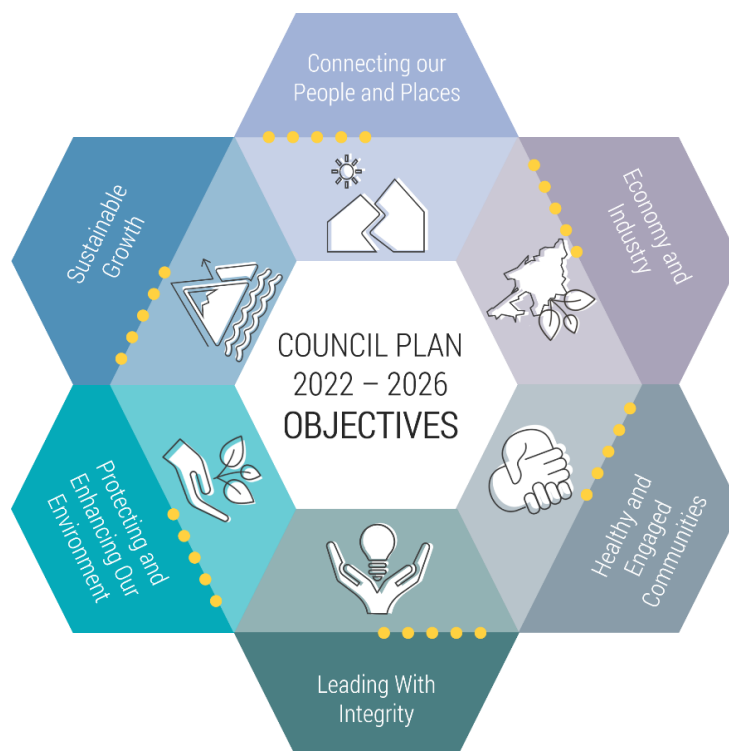 Connecting our
People and Places
Economy and
Industry
Healthy and
Engaged
Communities
Leading With
Integrity
Protecting and
Enhancing Our
Environment
Sustainable
Growth
COUNCIL PLAN
2022 – 2026
OBJECTIVES